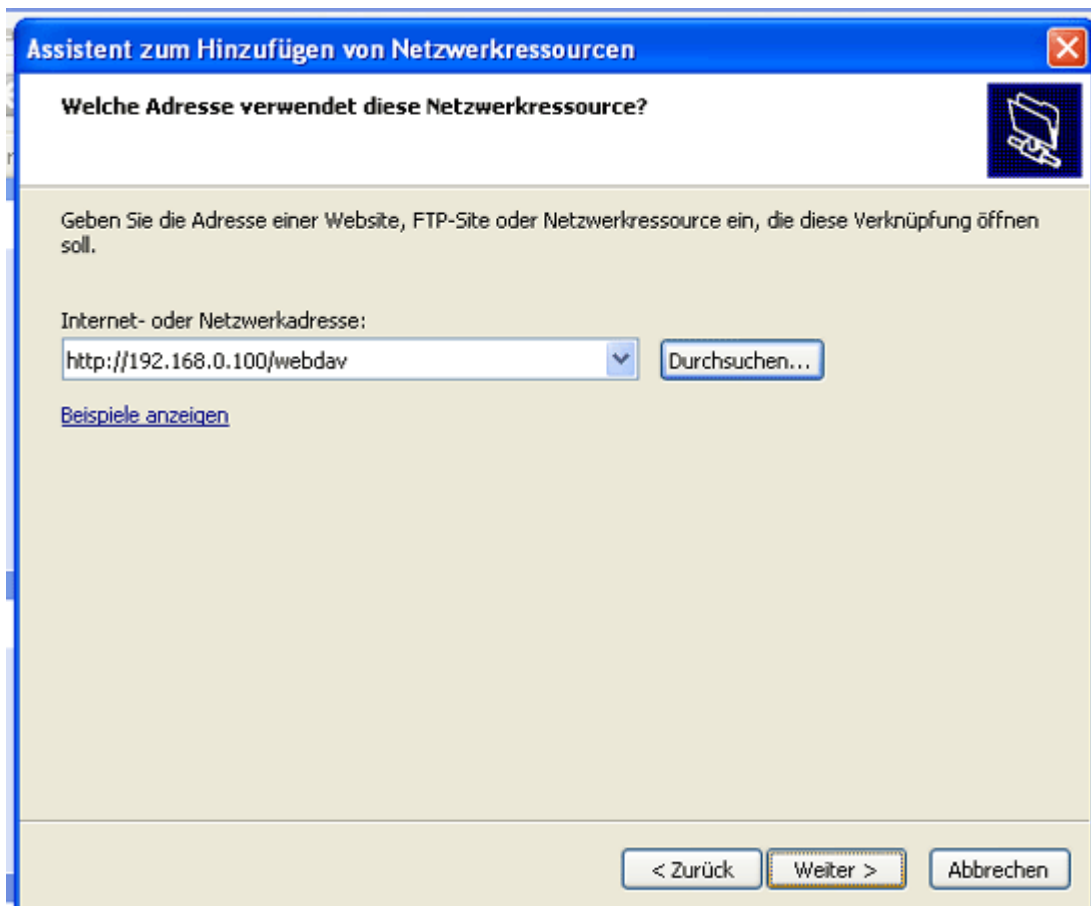 Assistent zum Hinzufügen von Netzwerkressourcen
Welche Adresse verwendet diese Netzwerkressource?
Geben Sie die Adresse einer Website, FTP-Site oder Netzwerkressource ein, die diese Verknüpfung öffnen
soll.
Internet- oder Netzwerkadresse:
http://192.168.0.100/webdav
Durchsuchen...
Beispiele anzeigen
< Zurück
Weiter >
Abbrechen